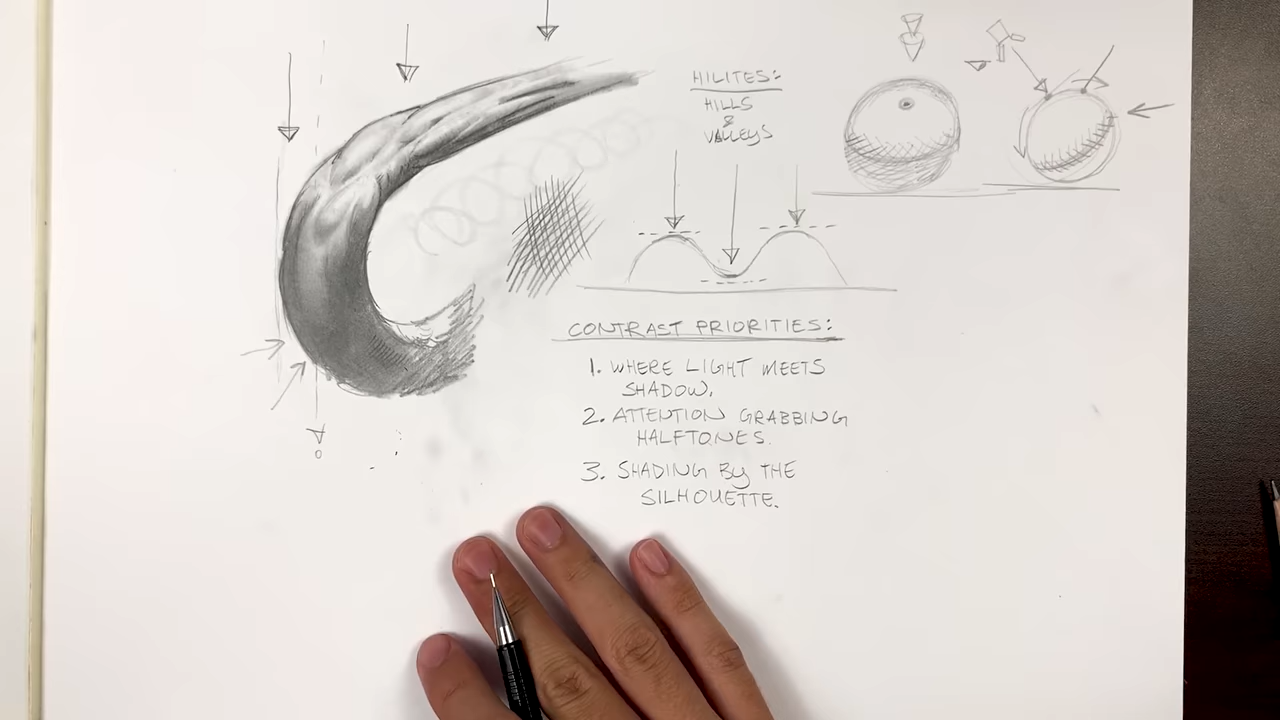 HILITES:
HILLS
&
VALLEYS
CONTRAST PRIORITIES:
1. WHERE LIGHT MEETS
SHADOW.
2. ATTENTION GRABBING
HALFTONES.
3. SHADING BY THE
SILHOUETTE.